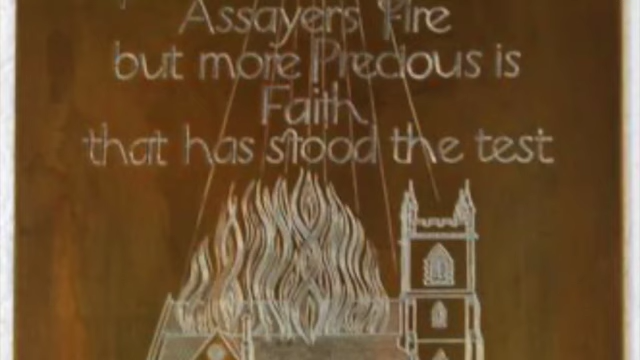 Assayers Fire
but more Precious is
Faith
that has stood the test